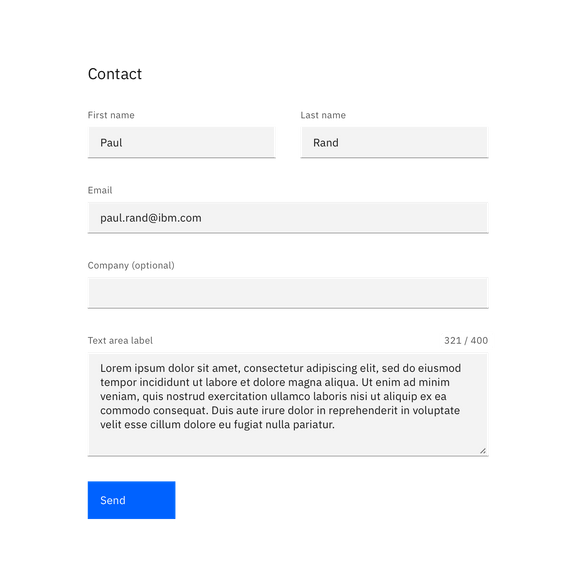 Contact
First name Last name
Paul Rand
Email
paul.rand@ibm.com
Company (optional)
Text area label 321 / 400
Lorem ipsum dolor sit amet, consectetur adipiscing elit, sed do eiusmod
tempor incididunt ut labore et dolore magna aliqua. Ut enim ad minim
veniam, quis nostrud exercitation ullamco laboris nisi ut aliquip ex ea
commodo consequat. Duis aute irure dolor in reprehenderit in voluptate
velit esse cillum dolore eu fugiat nulla pariatur.
Send